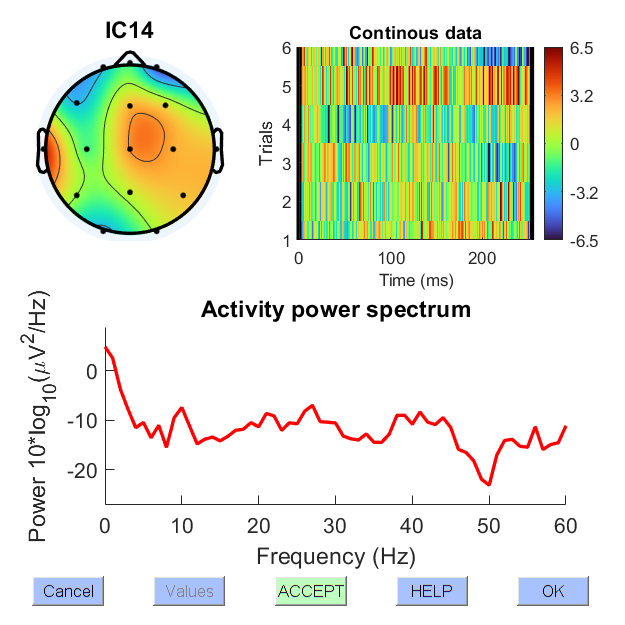 IC14
Continous data
6
5
4
3
2
1
Trials
0
100
200
Time (ms)
6.5
3.2
0
-3.2
-6.5
Activity power spectrum
Power 10*log10(μV2/Hz)
0
-10
-20
0
10
20
30
40
50
60
Frequency (Hz)
Cancel
Values
ACCEPT
HELP
OK